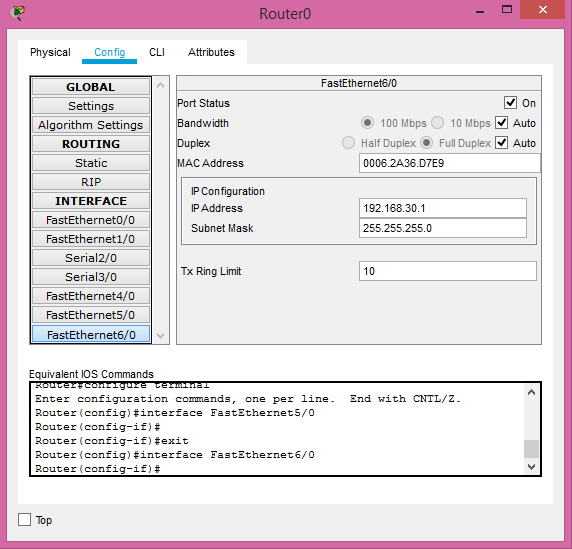 Router0
Physical Config CLI Attributes
GLOBAL
Settings
Algorithm Settings
ROUTING
Static
RIP
INTERFACE
FastEthernet0/0
FastEthernet1/0
Serial2/0
Serial3/0
FastEthernet4/0
FastEthernet5/0
FastEthernet6/0
FastEthernet6/0
Port Status On
Bandwidth 100 Mbps 10 Mbps Auto
Duplex Half Duplex Full Duplex Auto
MAC Address 0006.2A36.D7E9
IP Configuration
IP Address 192.168.30.1
Subnet Mask 255.255.255.0
Tx Ring Limit 10
Equivalent IOS Commands
Router#configure terminal
Enter configuration commands, one per line. End with CNTL/Z.
Router(config)#interface FastEthernet5/0
Router(config-if)#
Router(config-if)#exit
Router(config)#interface FastEthernet6/0
Router(config-if)#
Top